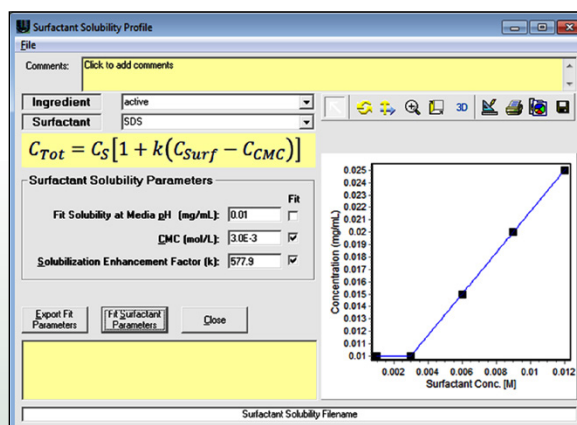 Surfactant Solubility Profile
File
Comments: Click to add comments
Ingredient active
Surfactant SDS
3D
C_Tot = C_S[1 + k(C_Surf − C_CMC)]
Surfactant Solubility Parameters
Fit
Fit Solubility at Media pH (mg/mL): 0.01
CMC (mol/L): 3.0E-3
Solubilization Enhancement Factor (k): 577.9
Export Fit Parameters
Fit Surfactant Parameters
Close
Concentration (mg/mL)
0.025
0.024
0.023
0.022
0.021
0.02
0.019
0.018
0.017
0.016
0.015
0.014
0.013
0.012
0.011
0.01
0.002 0.004 0.006 0.008 0.01 0.012
Surfactant Conc. [M]
Surfactant Solubility Filename